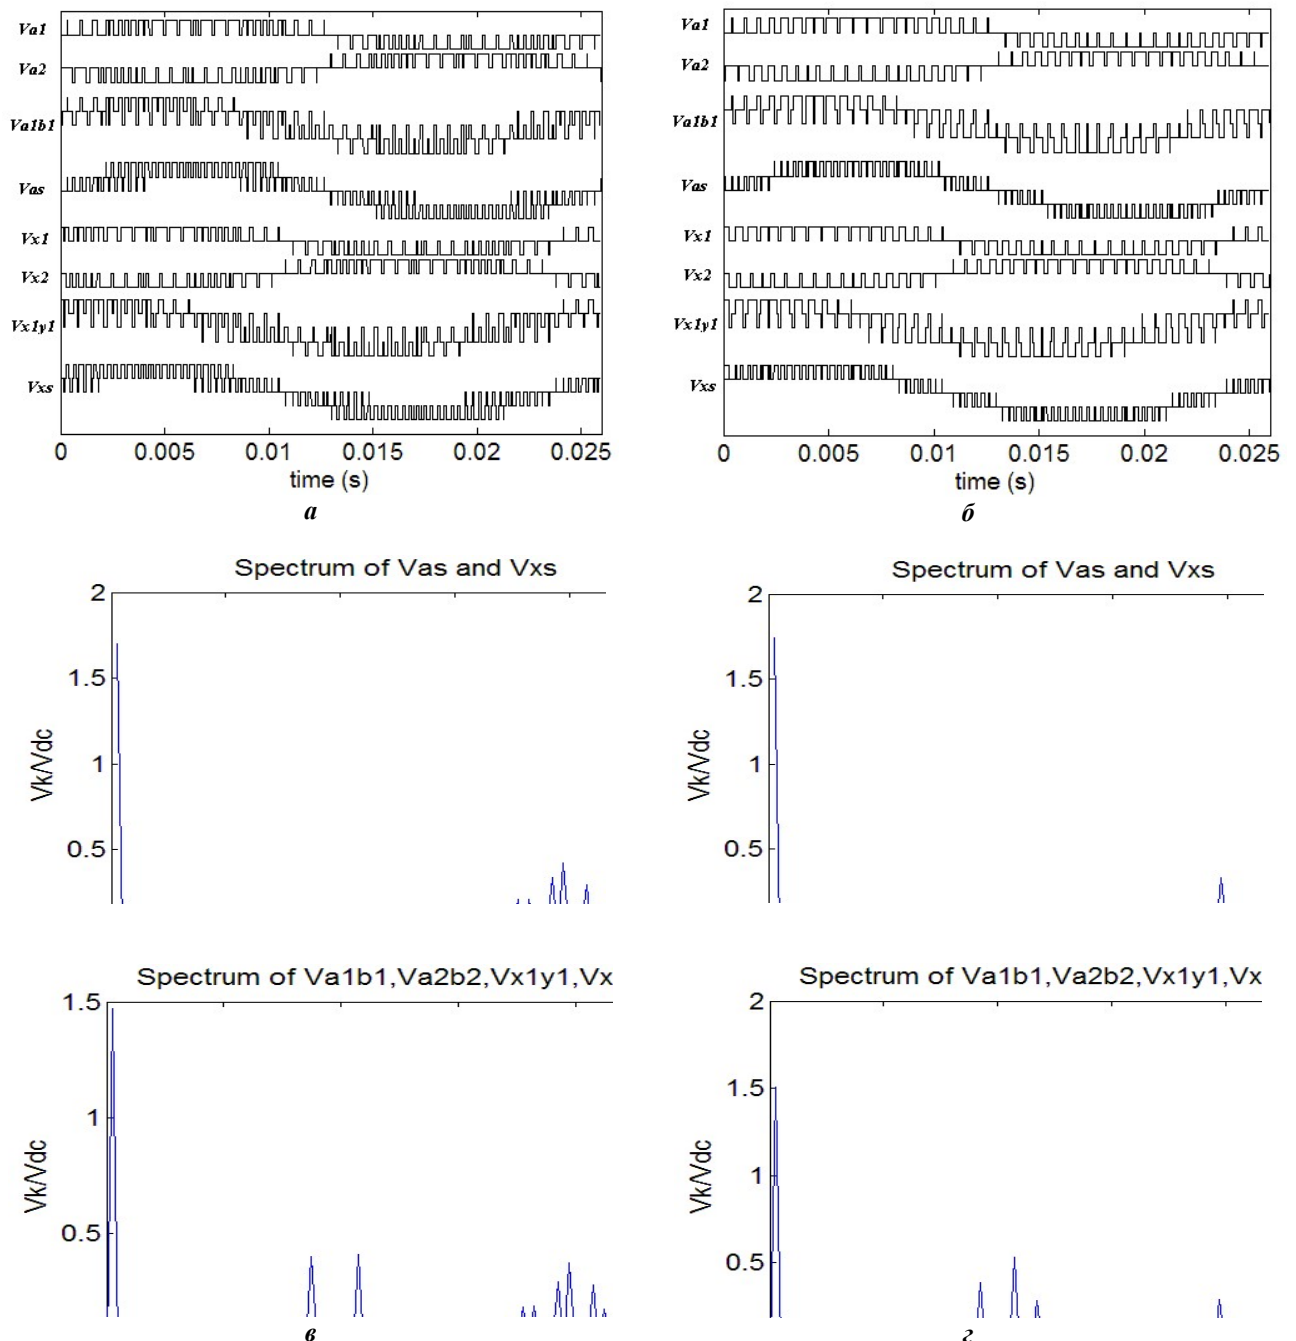 Va1
Va2
Va1b1
Vas
Vx1
Vx2
Vx1y1
Vxs
0 0.005 0.01 0.015 0.02 0.025
time (s)
а
Va1
Va2
Va1b1
Vas
Vx1
Vx2
Vx1y1
Vxs
0 0.005 0.01 0.015 0.02 0.025
time (s)
б
Spectrum of Vas and Vxs
2
1.5
1
0.5
Vk/Vdc
Spectrum of Vas and Vxs
2
1.5
1
0.5
Vk/Vdc
Spectrum of Va1b1,Va2b2,Vx1y1,Vx
1.5
1
0.5
Vk/Vdc
в
Spectrum of Va1b1,Va2b2,Vx1y1,Vx
2
1.5
1
0.5
Vk/Vdc
г